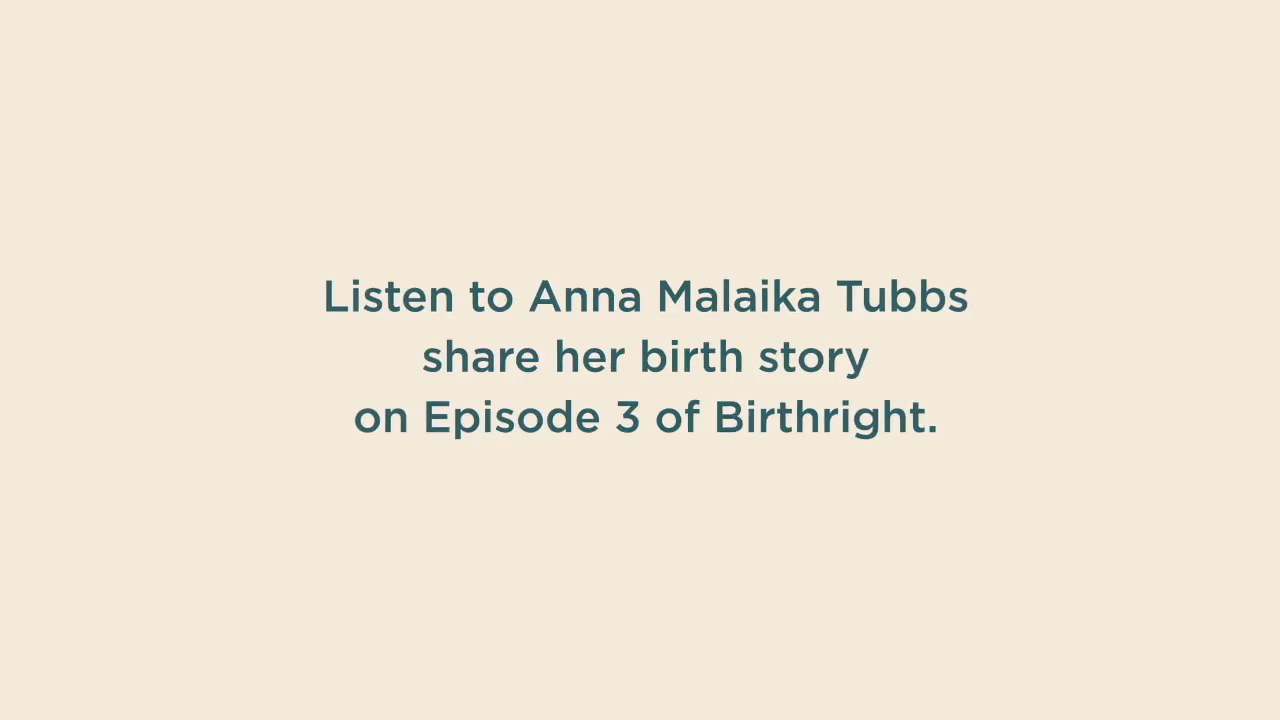 Listen to Anna Malaika Tubbs
share her birth story
on Episode 3 of Birthright.